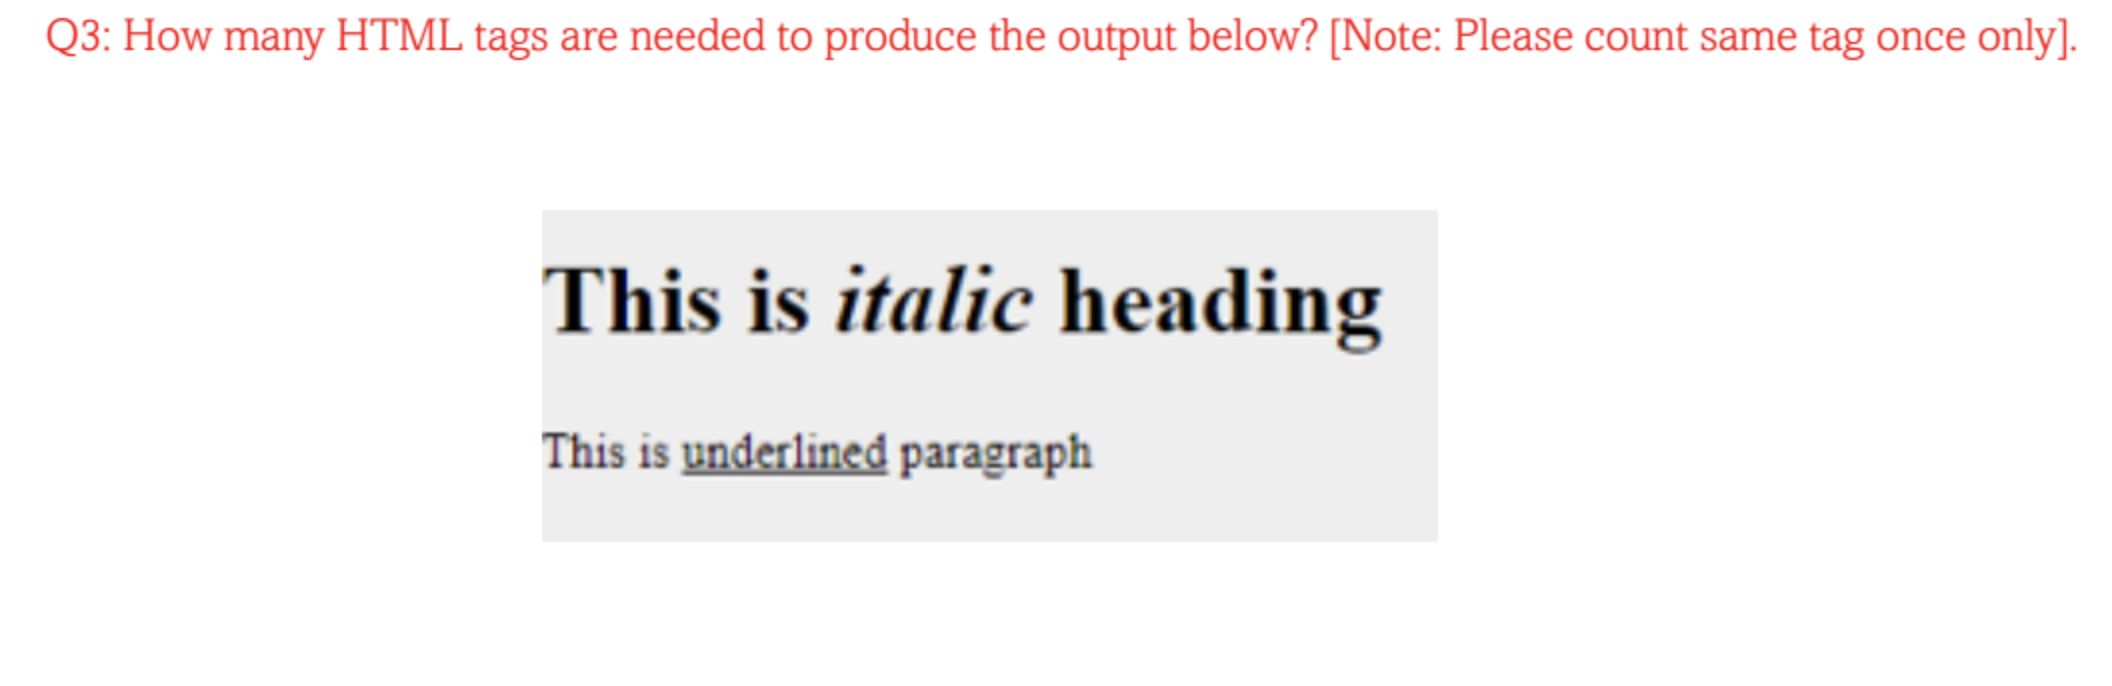 Q3: How many HTML tags are needed to produce the output below? [Note: Please count same tag once only].
This is italic heading
This is underlined paragraph